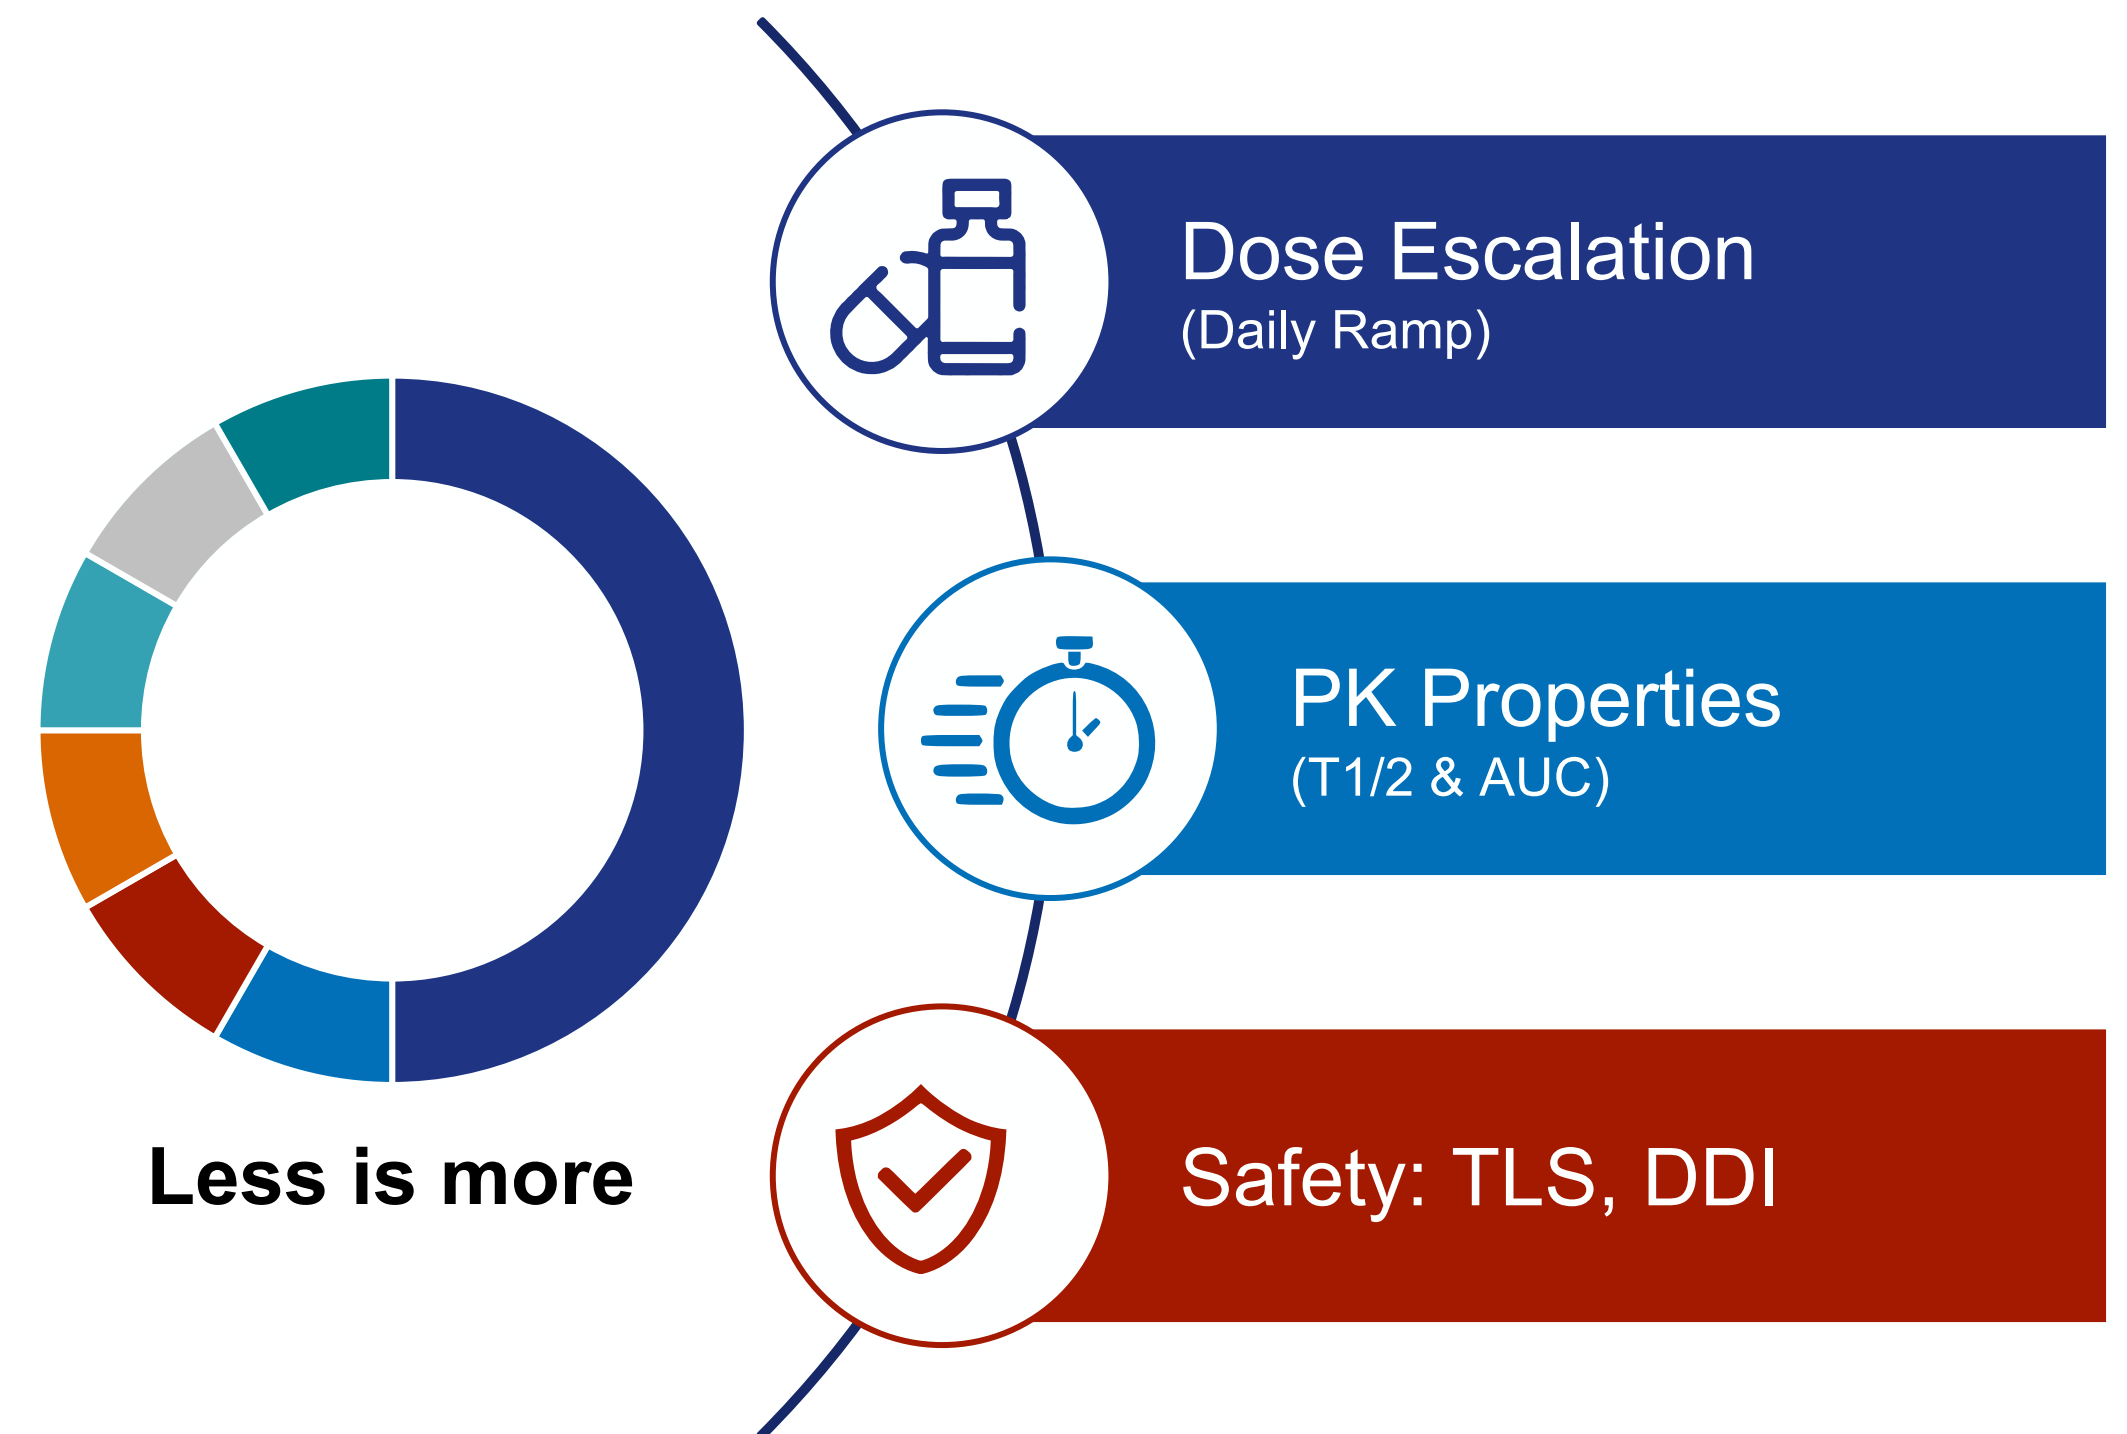 Dose Escalation
(Daily Ramp)
PK Properties
(T1/2 & AUC)
Less is more
Safety: TLS, DDI